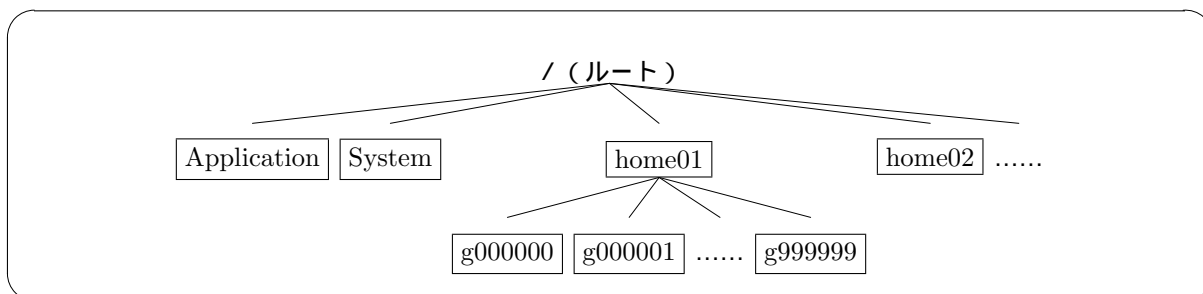 /（ルート）
Application System home01 home02 ......
g000000 g000001 ...... g999999